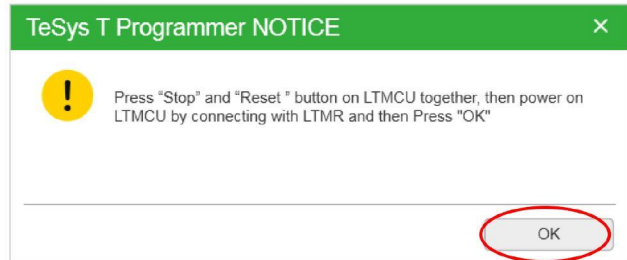 TeSys T Programmer NOTICE ×
!
Press “Stop” and “Reset ” button on LTMCU together, then power on
LTMCU by connecting with LTMR and then Press "OK"
OK